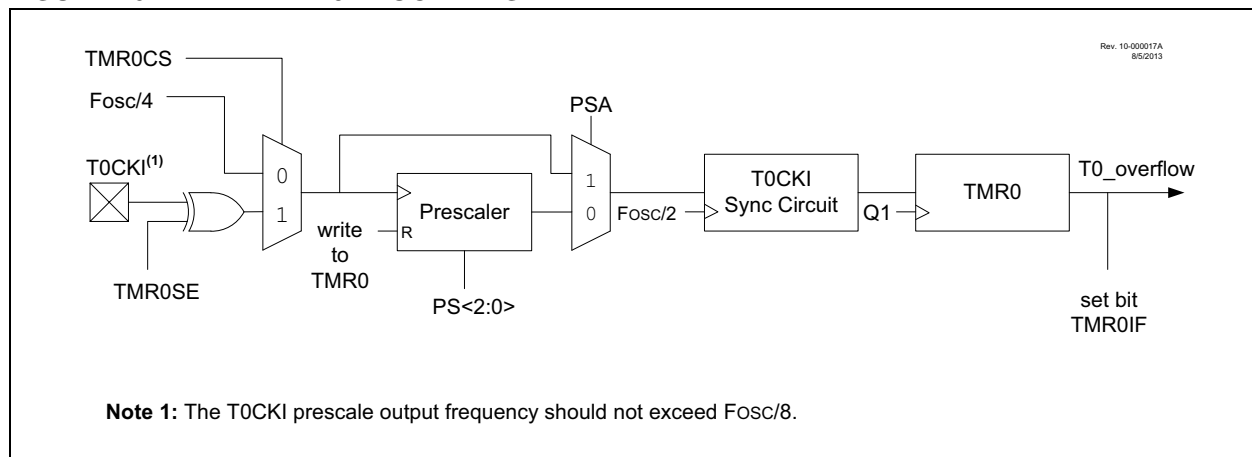 Rev. 10-000017A
8/5/2013
TMR0CS
Fosc/4
PSA
T0CKI(1)
0
1
1
0
T0CKI
Sync Circuit
TMR0
T0_overflow
Prescaler
R
write
to
TMR0
FOSC/2
Q1
TMR0SE
PS<2:0>
set bit
TMR0IF
Note 1: The T0CKI prescale output frequency should not exceed FOSC/8.